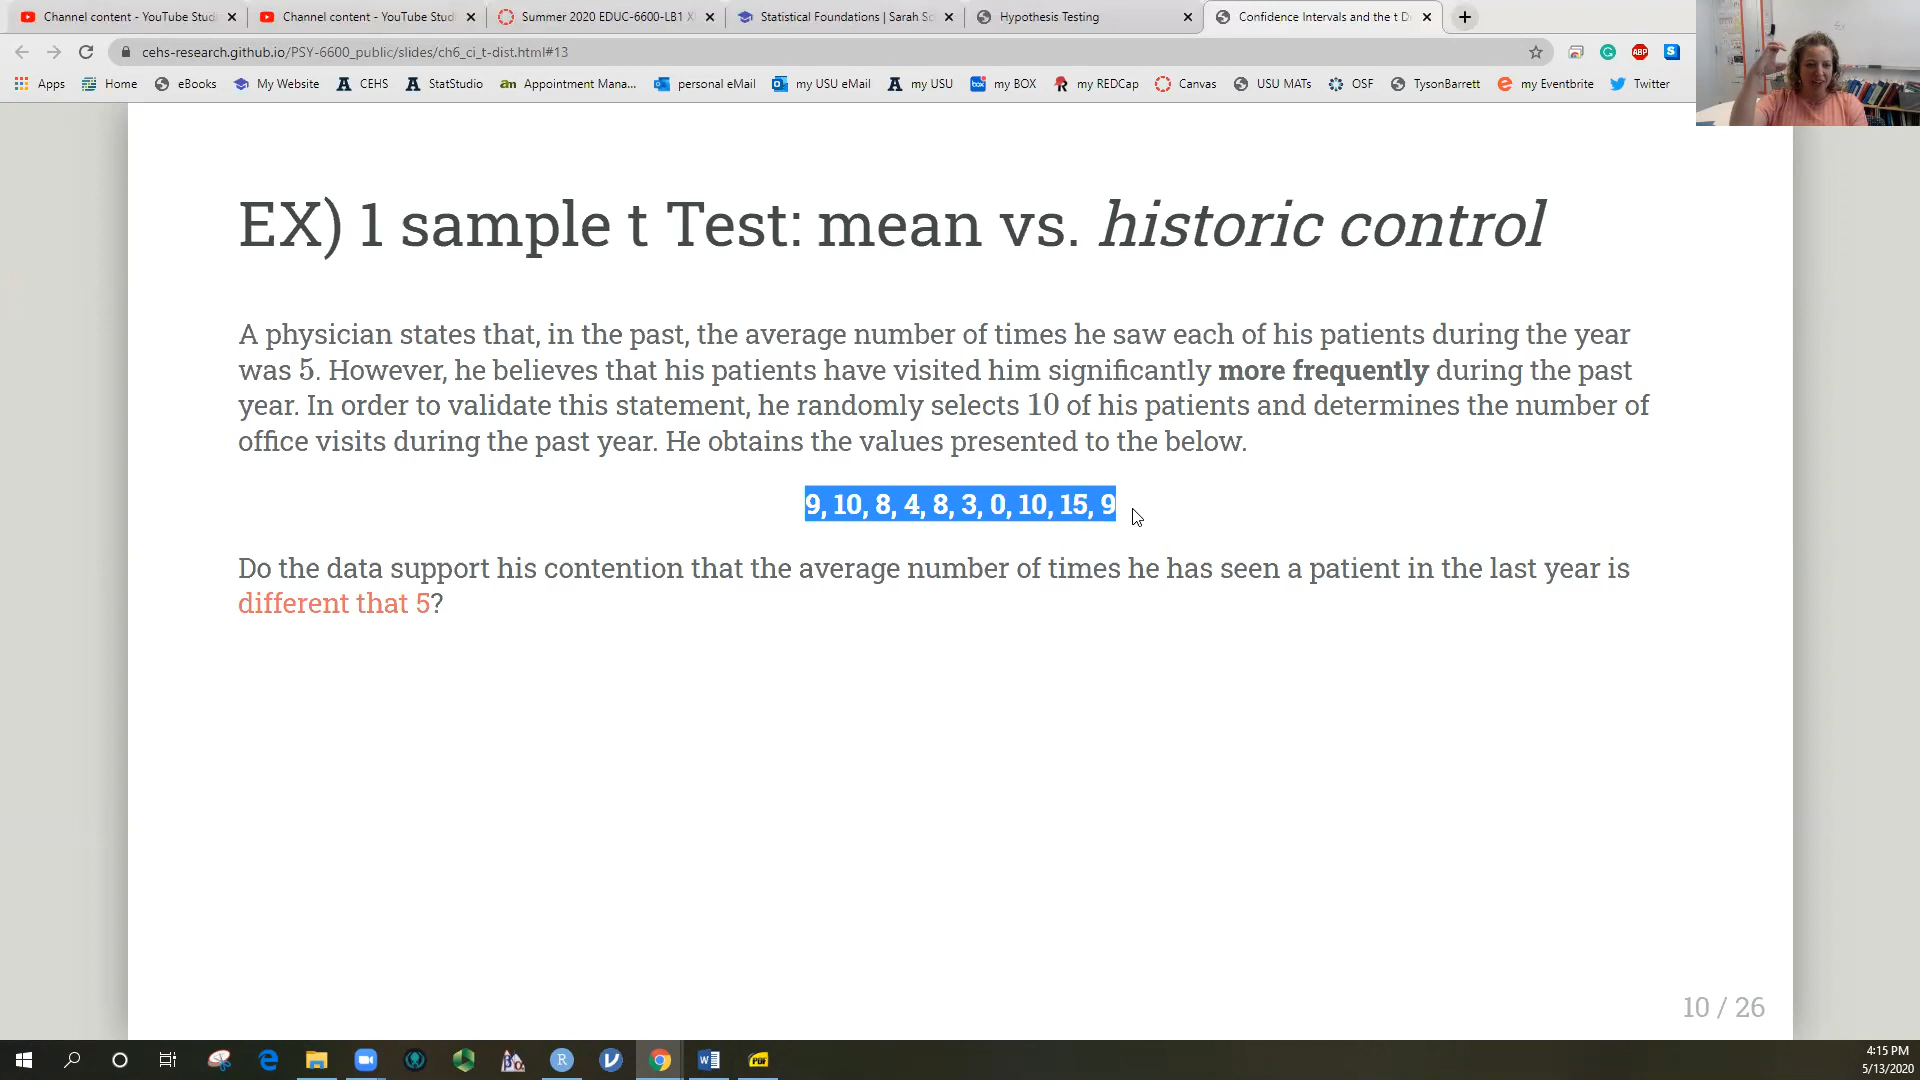 Channel content - YouTube Studi
Channel content - YouTube Studi
Summer 2020 EDUC-6600-LB1 X
Statistical Foundations | Sarah Sc
Hypothesis Testing
Confidence Intervals and the t D
cehs-research.github.io/PSY-6600_public/slides/ch6_ci_t-dist.html#13
ABP
S
Apps
Home
eBooks
My Website
CEHS
StatStudio
an Appointment Mana...
personal eMail
my USU eMail
my USU
box my BOX
my REDCap
Canvas
USU MATs
OSF
TysonBarrett
my Eventbrite
Twitter
EX) 1 sample t Test: mean vs. historic control
A physician states that, in the past, the average number of times he saw each of his patients during the year
was 5. However, he believes that his patients have visited him significantly more frequently during the past
year. In order to validate this statement, he randomly selects 10 of his patients and determines the number of
office visits during the past year. He obtains the values presented to the below.
9, 10, 8, 4, 8, 3, 0, 10, 15, 9
Do the data support his contention that the average number of times he has seen a patient in the last year is
different that 5?
10 / 26
R
PDF
4:15 PM
5/13/2020